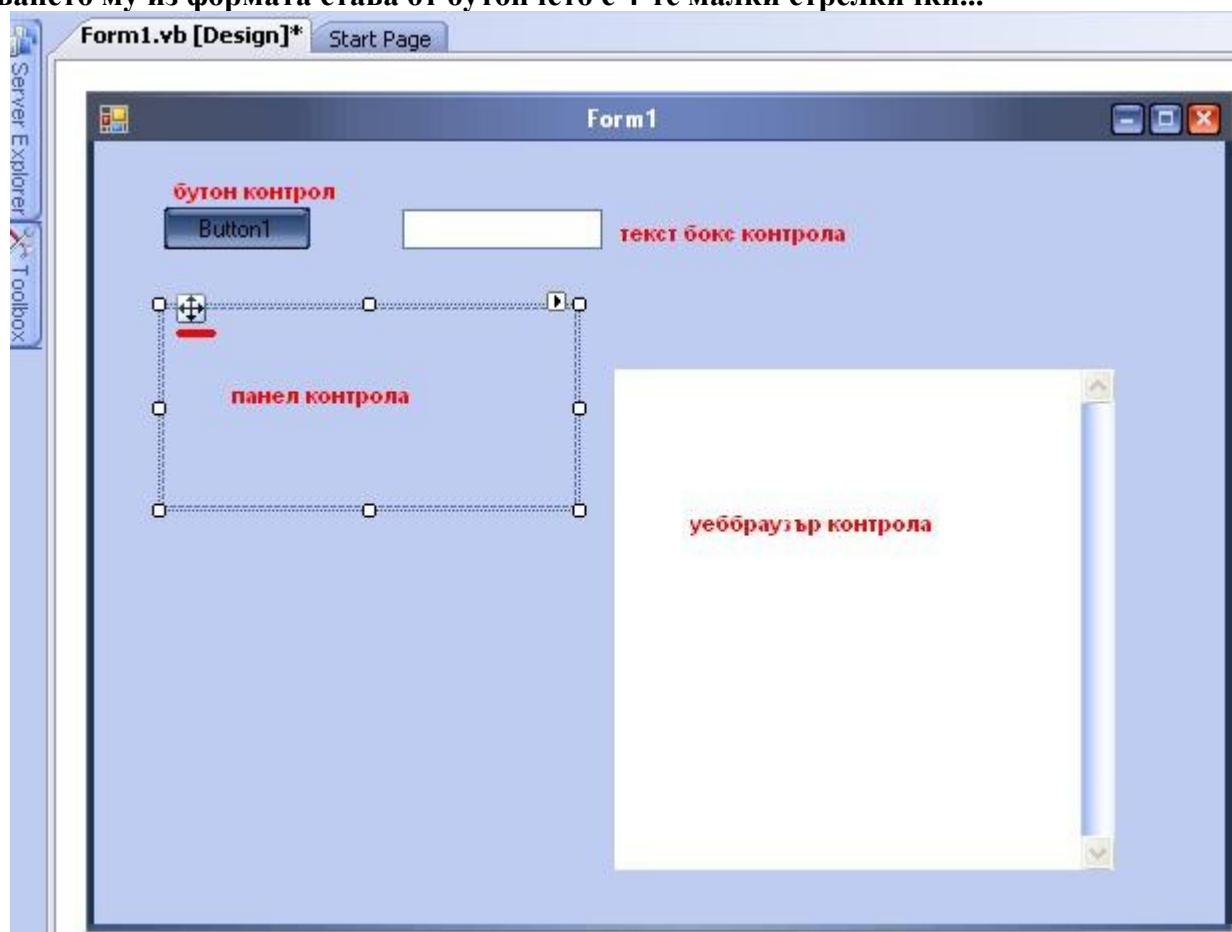 му из формата става от бутончето с 4-те малки стрелкички...
Form1.vb [Design]* Start Page
Server Explorer
Toolbox
Form1
бутон контрол
Button1
текст бокс контрола
панел контрола
уеббраузър контрола